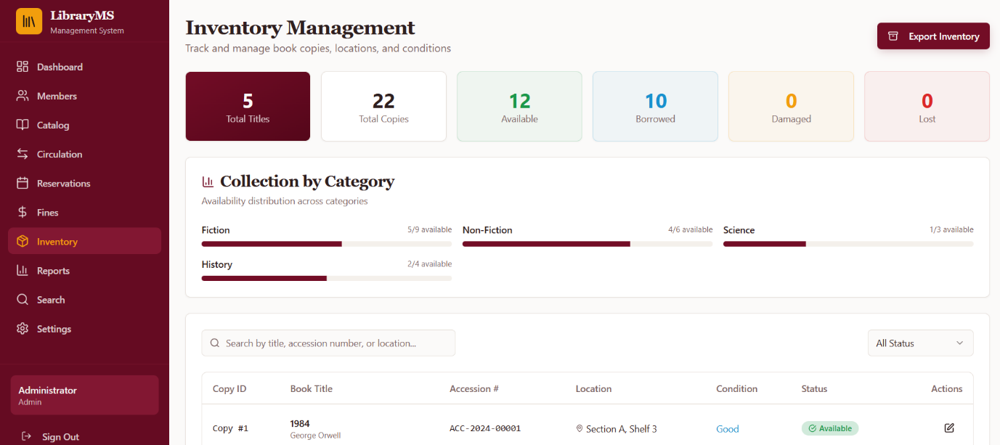 LibraryMS
Management System
Dashboard
Members
Catalog
Circulation
Reservations
Fines
Inventory
Reports
Search
Settings
Administrator
Admin
Sign Out
Inventory Management
Track and manage book copies, locations, and conditions
Export Inventory
5
Total Titles
22
Total Copies
12
Available
10
Borrowed
0
Damaged
0
Lost
Collection by Category
Availability distribution across categories
Fiction 5/9 available
Non-Fiction 4/6 available
Science 1/3 available
History 2/4 available
Search by title, accession number, or location...
All Status
Copy ID Book Title Accession # Location Condition Status Actions
Copy #1 1984 ACC-2024-00001 Section A, Shelf 3 Good Available
George Orwell